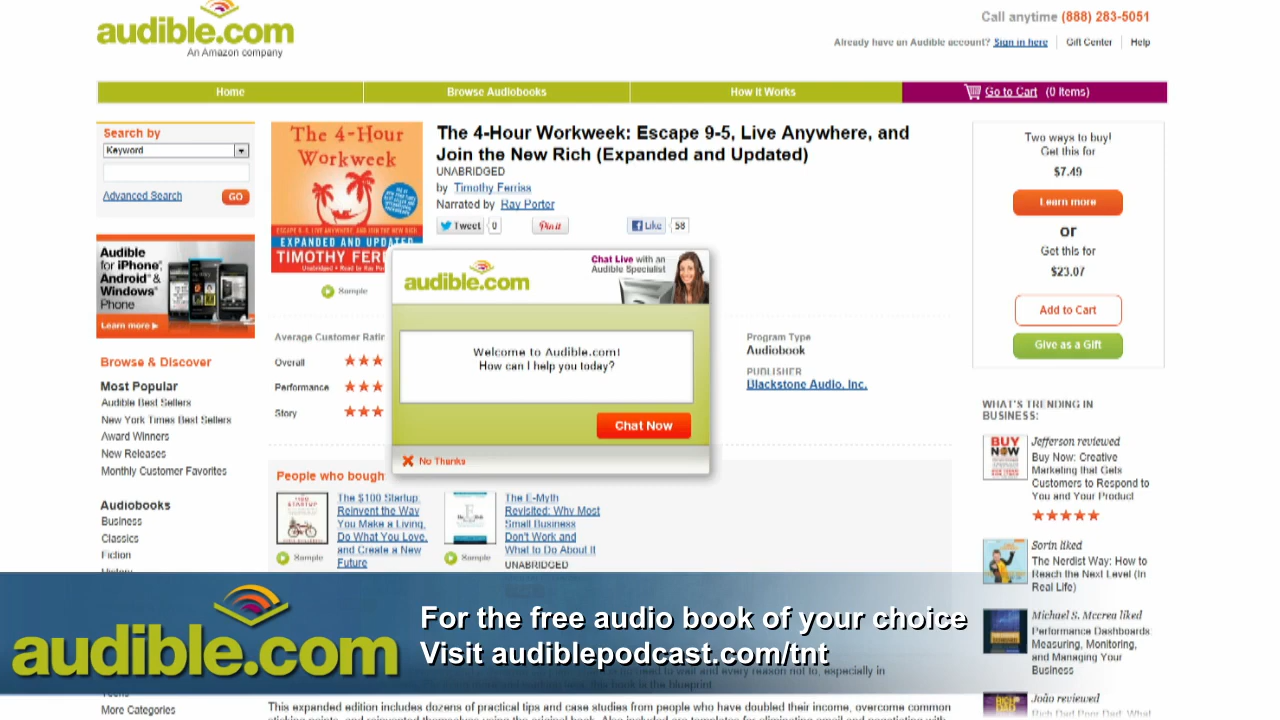 audible.com
An Amazon company
Call anytime (888) 283-5051
Already have an Audible account? Sign in here
Gift Center
Help
Home
Browse Audiobooks
How It Works
Go to Cart (0 Items)
Search by
Keyword
Advanced Search
GO
Audible
for iPhone,
Android &
Windows
Phone
Learn more
Browse & Discover
Most Popular
Audible Best Sellers
New York Times Best Sellers
Award Winners
New Releases
Monthly Customer Favorites
Audiobooks
Business
Classics
Fiction
History
More Categories
The 4-Hour
Workweek
EXPANDED AND UPDATED
TIMOTHY FERR
Sample
The 4-Hour Workweek: Escape 9-5, Live Anywhere, and
Join the New Rich (Expanded and Updated)
UNABRIDGED
by Timothy Ferriss
Narrated by Ray Porter
Tweet 0
Pin it
Like 58
Average Customer Ratin
Overall
Performance
Story
Program Type
Audiobook
PUBLISHER
Blackstone Audio, Inc.
audible.com
Chat Live with an
Audible Specialist
Welcome to Audible.com!
How can I help you today?
Chat Now
No Thanks
People who bought
The $100 Startup,
Reinvent the Way
You Make a Living,
Do What You Love,
and Create a New
Future
Sample
The E-Myth
Revisited: Why Most
Small Business
Don't Work and
What to Do About It
UNABRIDGED
Sample
Two ways to buy!
Get this for
$7.49
Learn more
or
Get this for
$23.07
Add to Cart
Give as a Gift
WHAT'S TRENDING IN
BUSINESS:
BUY
NOW
Jefferson reviewed
Buy Now: Creative
Marketing that Gets
Customers to Respond to
You and Your Product
Sorin liked
The Nerdist Way: How to
Reach the Next Level (In
Real Life)
Michael S. Mccrea liked
Performance Dashboards:
Measuring, Monitoring,
and Managing Your
Business
João reviewed
Rich Dad Poor Dad: What
audible.com
For the free audio book of your choice
Visit audiblepodcast.com/tnt
This expanded edition includes dozens of practical tips and case studies from people who have doubled their income, overcome common